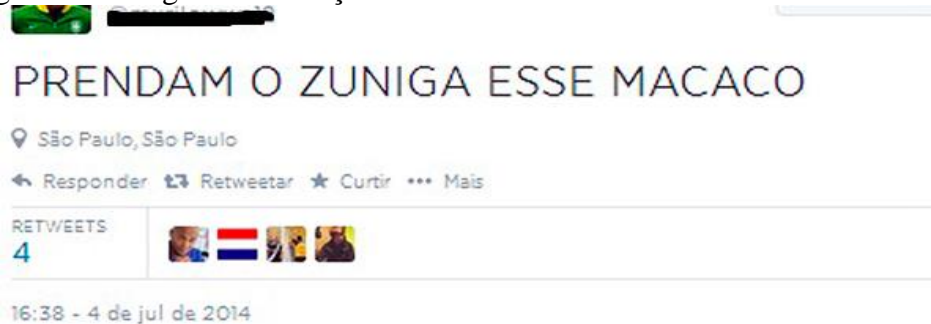 PRENDAM O ZUNIGA ESSE MACACO
São Paulo, São Paulo
Responder Retweetar Curtir ••• Mais
RETWEETS
4
16:38 - 4 de jul de 2014